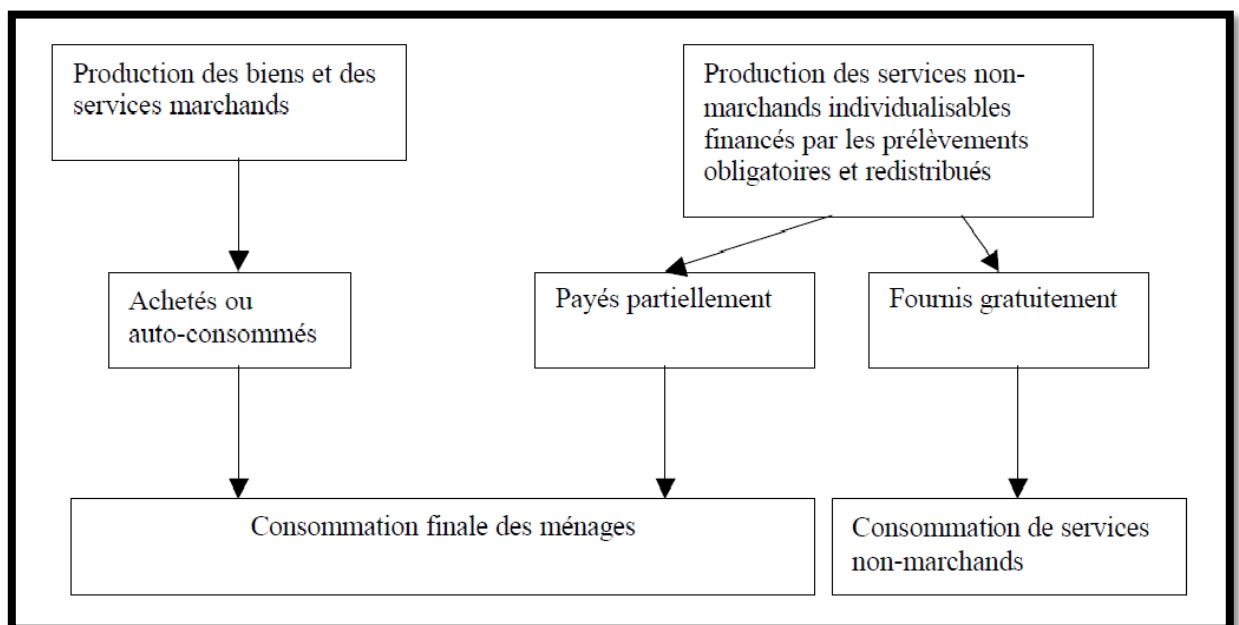 Production des biens et des
services marchands
Production des services non-
marchands individualisable
financés par les prélèvements
obligatoires et redistribués
Achetés ou
auto-consommés
Payés partiellement
Fournis gratuitement
Consommation finale des ménages
Consommation de services
non-marchands